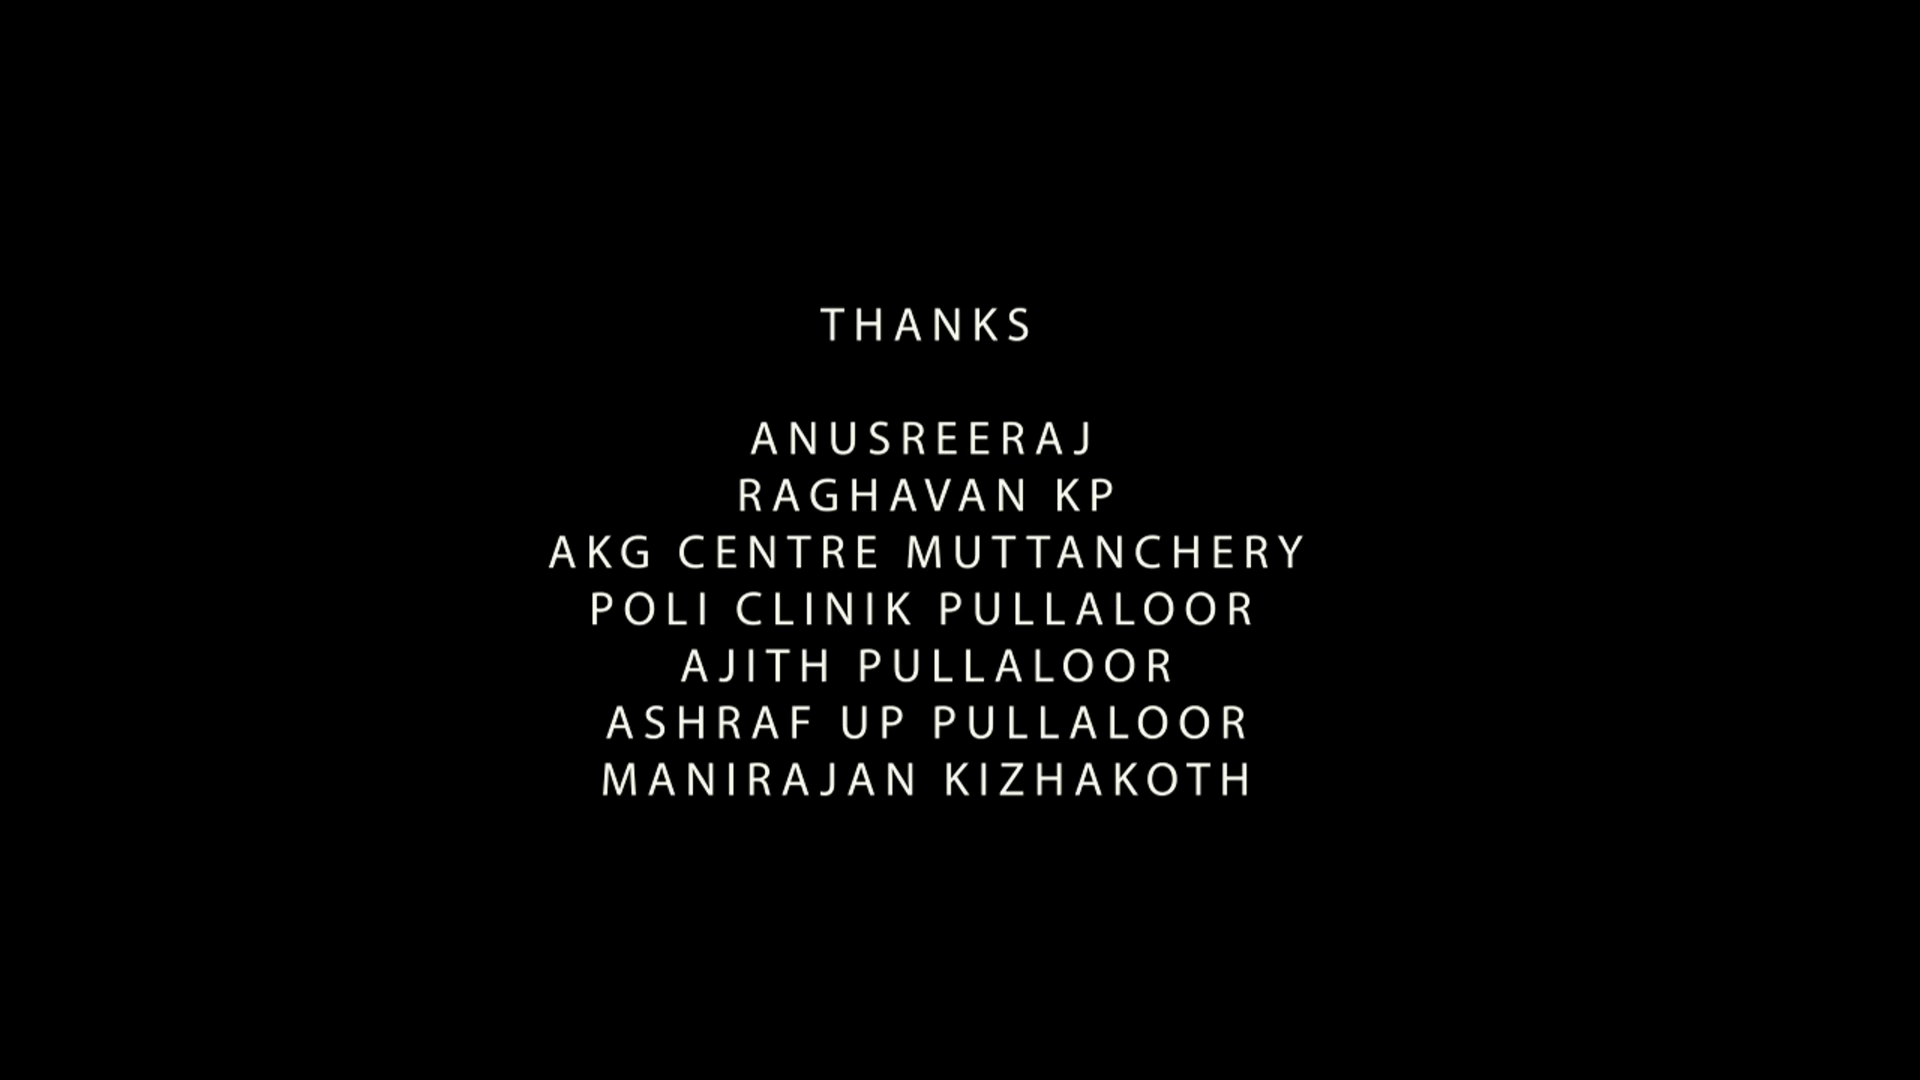 THANKS
ANUSREERAJ
RAGHAVAN KP
AKG CENTRE MUTTANCHERY
POLI CLINIK PULLALOOR
AJITH PULLALOOR
ASHRAF UP PULLALOOR
MANIRAJAN KIZHAKOTH